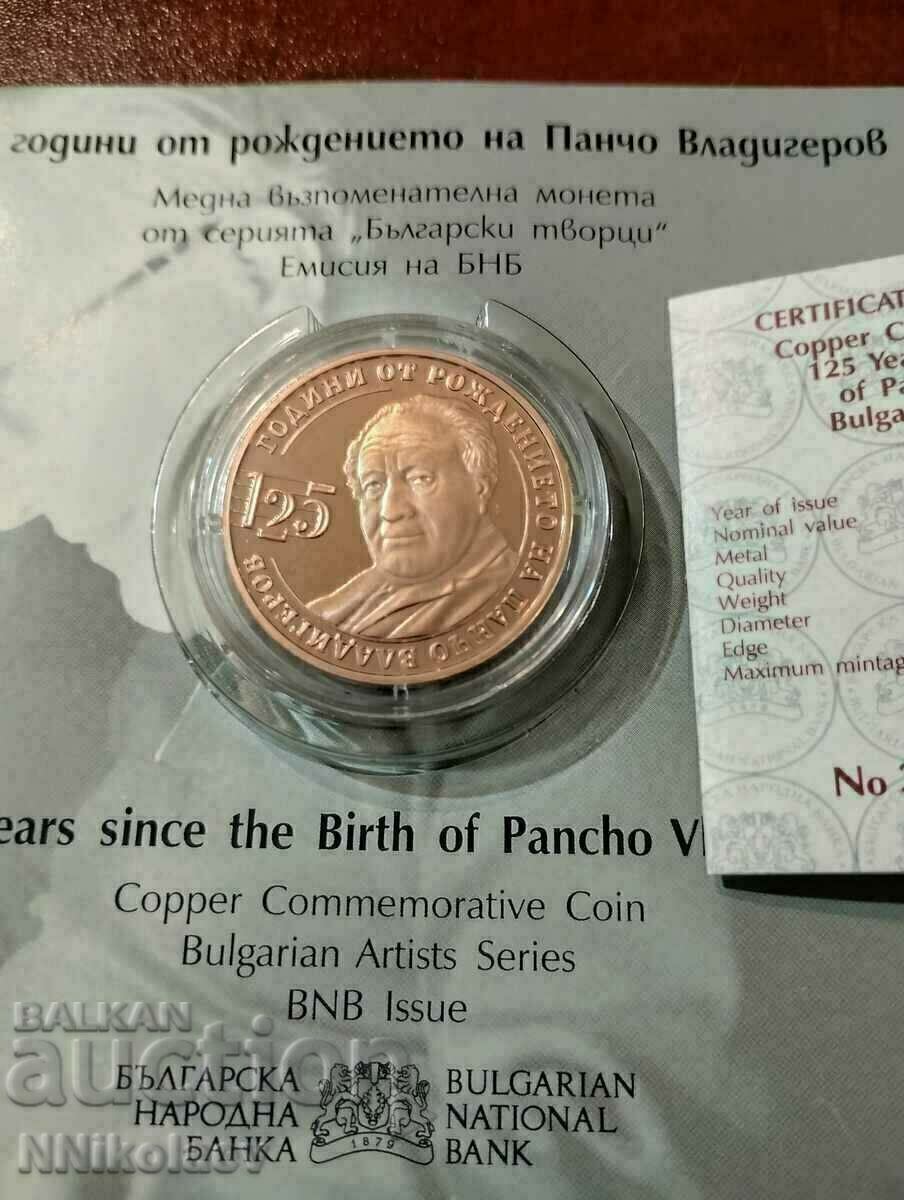 години от рождението на Панчо Владигеров
Медна възпоменателна монета
от серията „Български творци“
Емисия на БНБ
ГОДИНИ ОТ РОЖДЕНИЕТО НА ПАНЧО ВЛАДИГЕРОВ
125
CERTIFICAT
Copper C
125 Yea
of Pa
Bulga
Year of issue
Nominal value
Metal
Quality
Weight
Diameter
Edge
Maximum mintag
No
ears since the Birth of Pancho Vl
Copper Commemorative Coin
Bulgarian Artists Series
BNB Issue
БЪЛГАРСКА
НАРОДНА
БАНКА
1879
BULGARIAN
NATIONAL
BANK
BALKAN
auction
NNikolaev